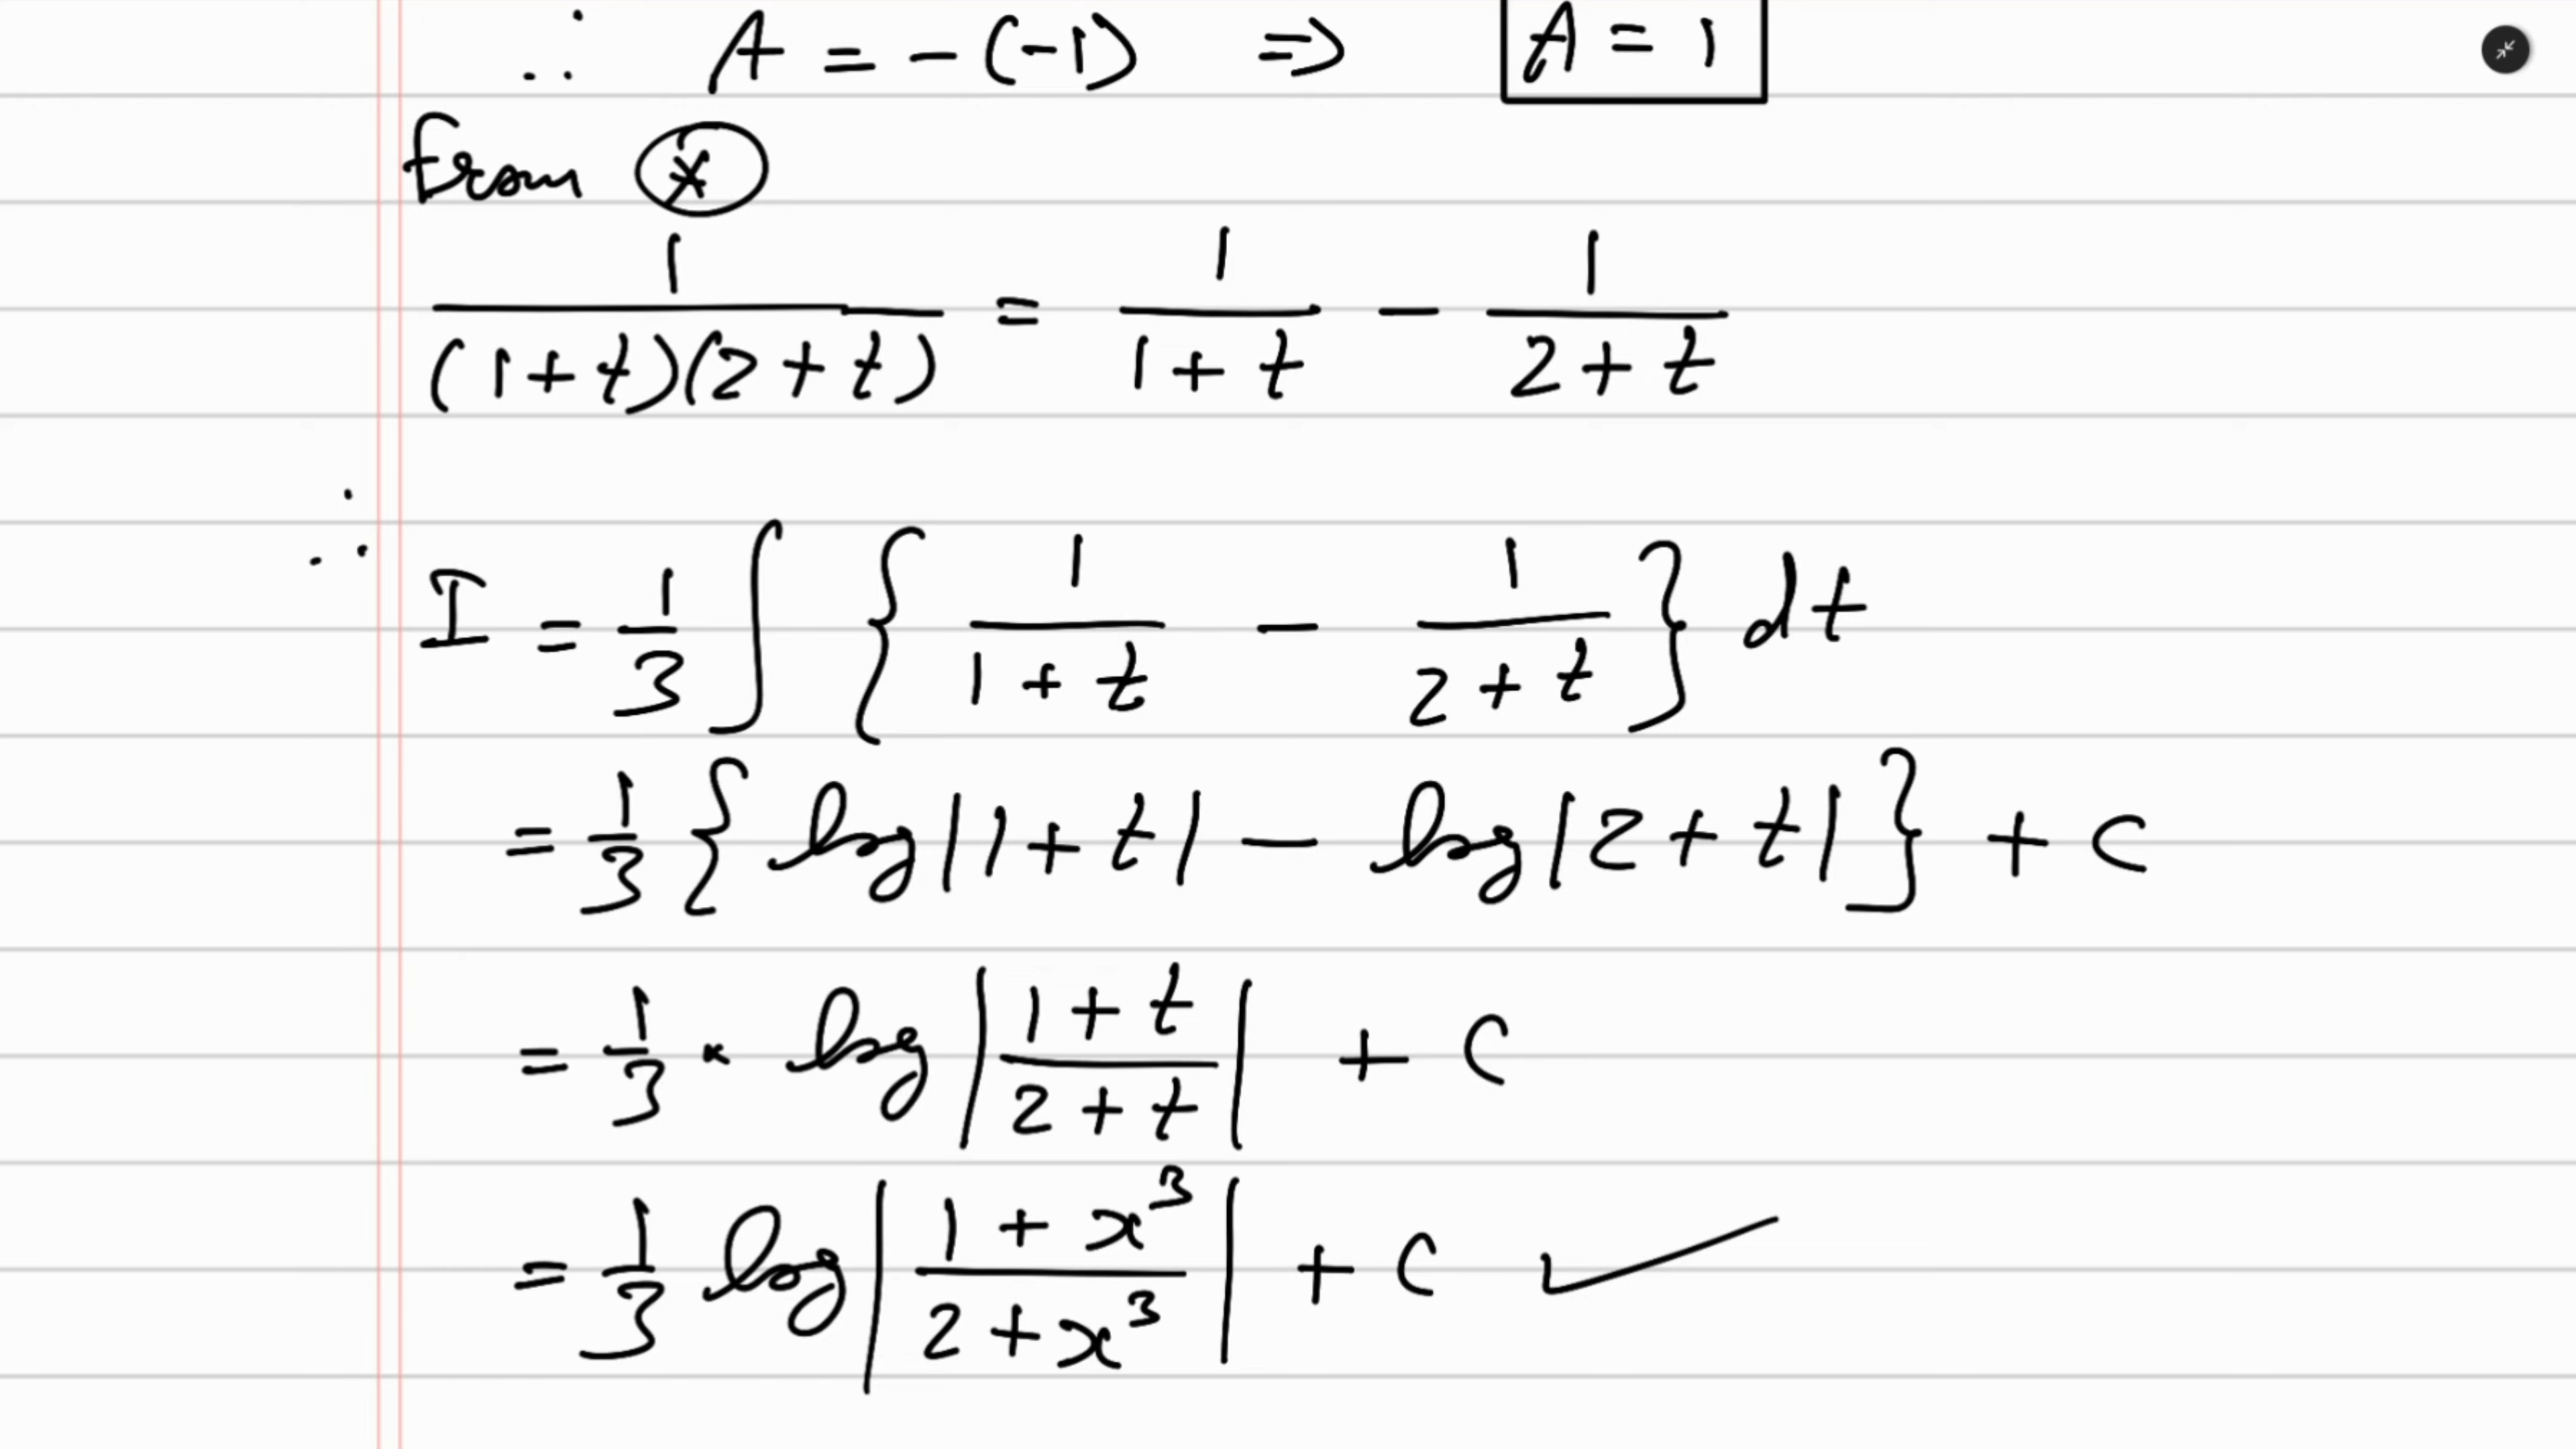 ∴ A = -(-1) ⇒ A = 1
from (*)
1/((1+t)(2+t)) = 1/(1+t) - 1/(2+t)
∴ I = 1/3 ∫ { 1/(1+t) - 1/(2+t) } dt
= 1/3 { log|1+t| - log|2+t| } + C
= 1/3 × log| (1+t)/(2+t) | + C
= 1/3 log| (1+x³)/(2+x³) | + C ✓